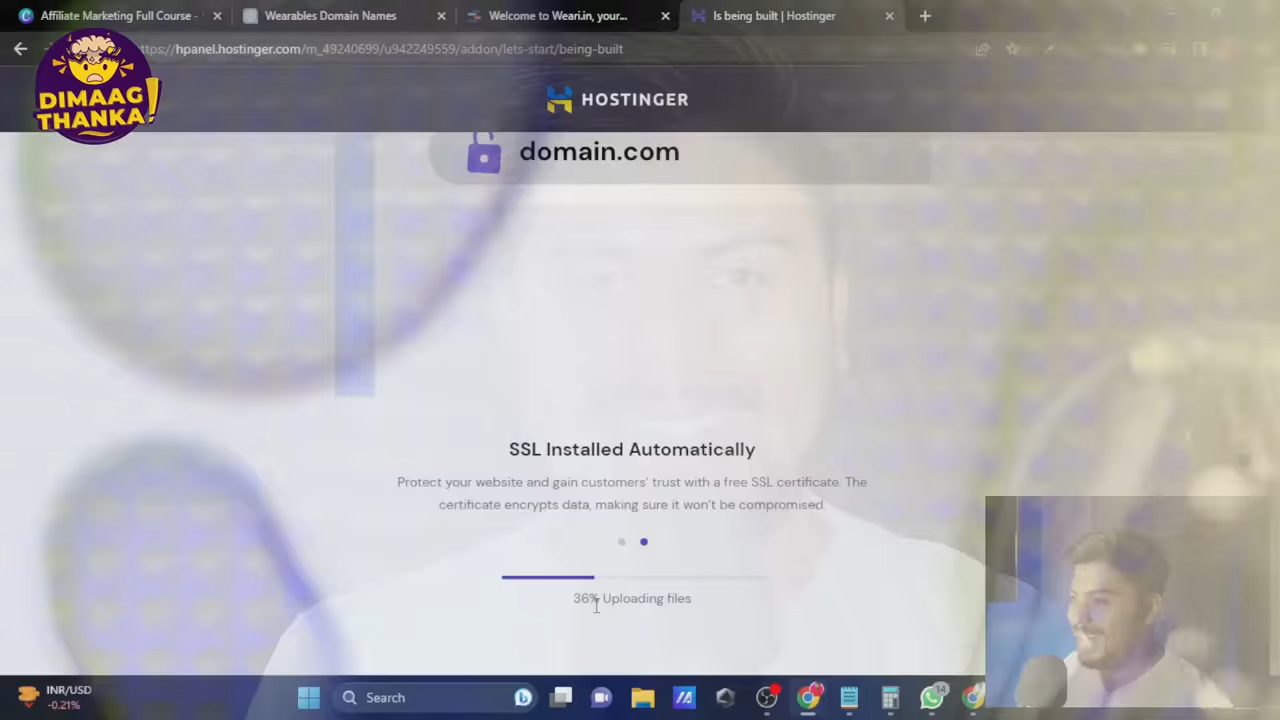 Affiliate Marketing Full Course -
Wearables Domain Names
Welcome to Weari.in, your...
Is being built | Hostinger
ttps://hpanel.hostinger.com/m_49240699/u942249559/addon/lets-start/being-built
DIMAAG
THANKA!
HOSTINGER
domain.com
SSL Installed Automatically
Protect your website and gain customers' trust with a free SSL certificate. The
certificate encrypts data, making sure it won't be compromised.
36% Uploading files
INR/USD
-0.21%
Search
14